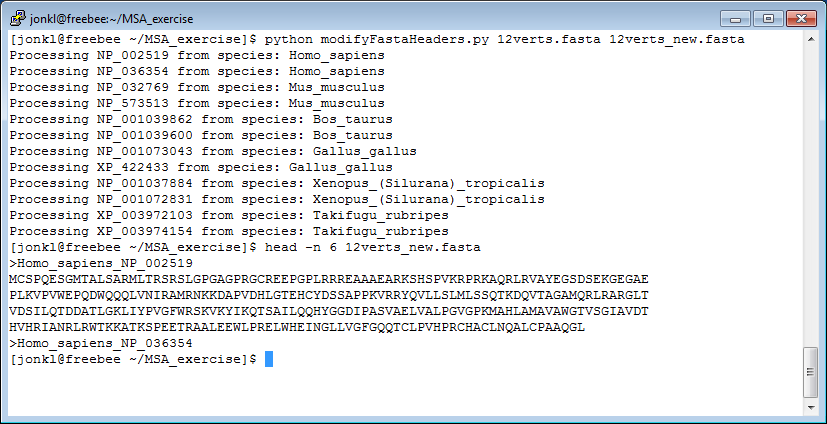 jonkl@freebee:~/MSA_exercise
[jonkl@freebee ~/MSA_exercise]$ python modifyFastaHeaders.py 12verts.fasta 12verts_new.fasta
Processing NP_002519 from species: Homo_sapiens
Processing NP_036354 from species: Homo_sapiens
Processing NP_032769 from species: Mus_musculus
Processing NP_573513 from species: Mus_musculus
Processing NP_001039862 from species: Bos_taurus
Processing NP_001039600 from species: Bos_taurus
Processing NP_001073043 from species: Gallus_gallus
Processing XP_422433 from species: Gallus_gallus
Processing NP_001037884 from species: Xenopus_(Silurana)_tropicalis
Processing NP_001072831 from species: Xenopus_(Silurana)_tropicalis
Processing XP_003972103 from species: Takifugu_rubripes
Processing XP_003974154 from species: Takifugu_rubripes
[jonkl@freebee ~/MSA_exercise]$ head -n 6 12verts_new.fasta
>Homo_sapiens_NP_002519
MCSPQESGMTALSARMLTRSRSLGPGAGPRGCREEPGPLRRREAAAEARKSHSPVKRPRKAQRLRVAYEGSDSEKGEGAE
PLKVPVWEPQDWQQQLVNIRAMRNKKDAPVDHLGTEHCYDSSAPPKVRRYQVLLSLMLSSQTKDQVTAGAMQRLRARGLT
VDSILQTDDATLGKLIYPVGFWRSKVKYIKQTSAILQQHYGGDIPASVAELVALPGVGPKMAHLAMAVAWGTVSGIAVDT
HVHRIANRLRWTKKATKSPEETRAALEEWLPRELWHEINGLLVGFGQQTCLPVHPRCHACLNQALCPAAQGL
>Homo_sapiens_NP_036354
[jonkl@freebee ~/MSA_exercise]$